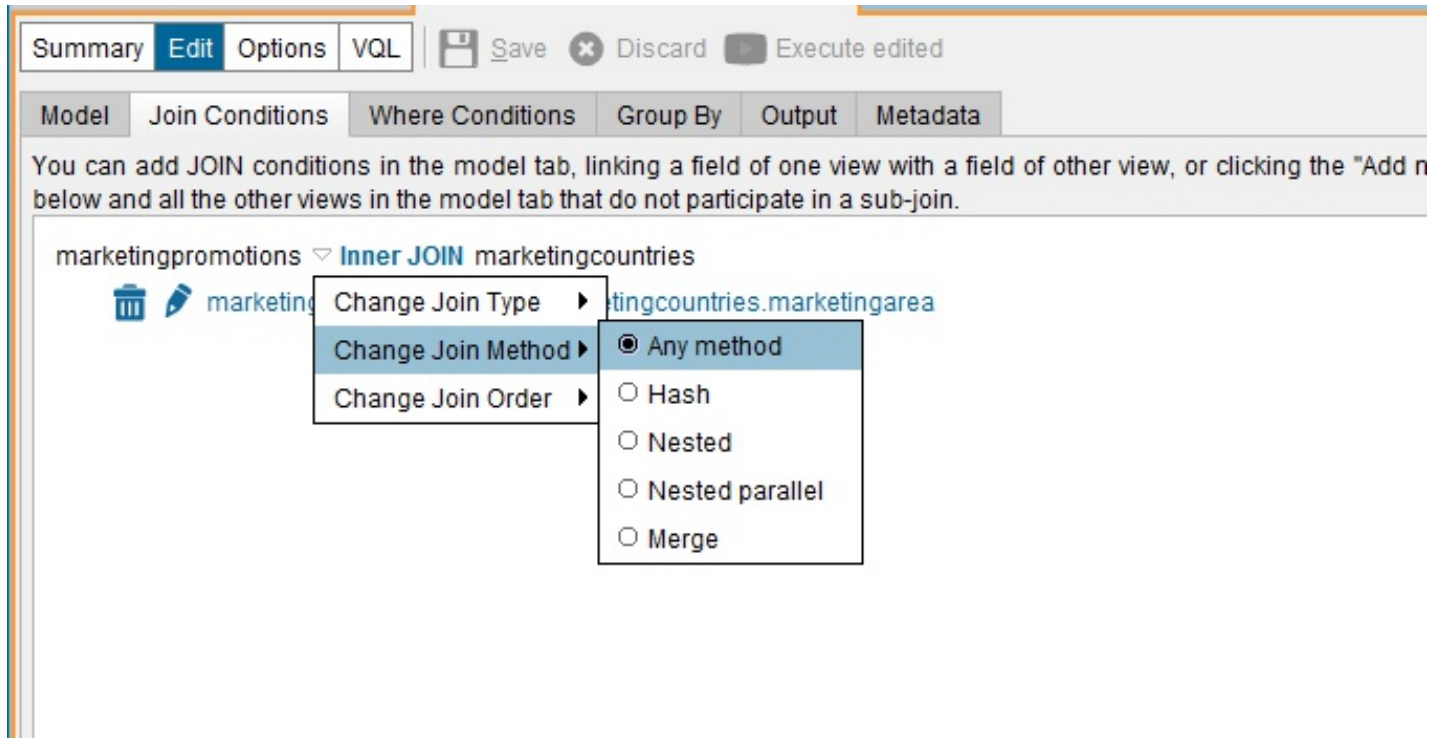 Summary Edit Options VQL Save Discard Execute edited
Model Join Conditions Where Conditions Group By Output Metadata
You can add JOIN conditions in the model tab, linking a field of one view with a field of other view, or clicking the "Add
below and all the other views in the model tab that do not participate in a sub-join.
marketingpromotions Inner JOIN marketingcountries
marketing tingcountries.marketingarea
Change Join Type
Change Join Method
Change Join Order
Any method
Hash
Nested
Nested parallel
Merge